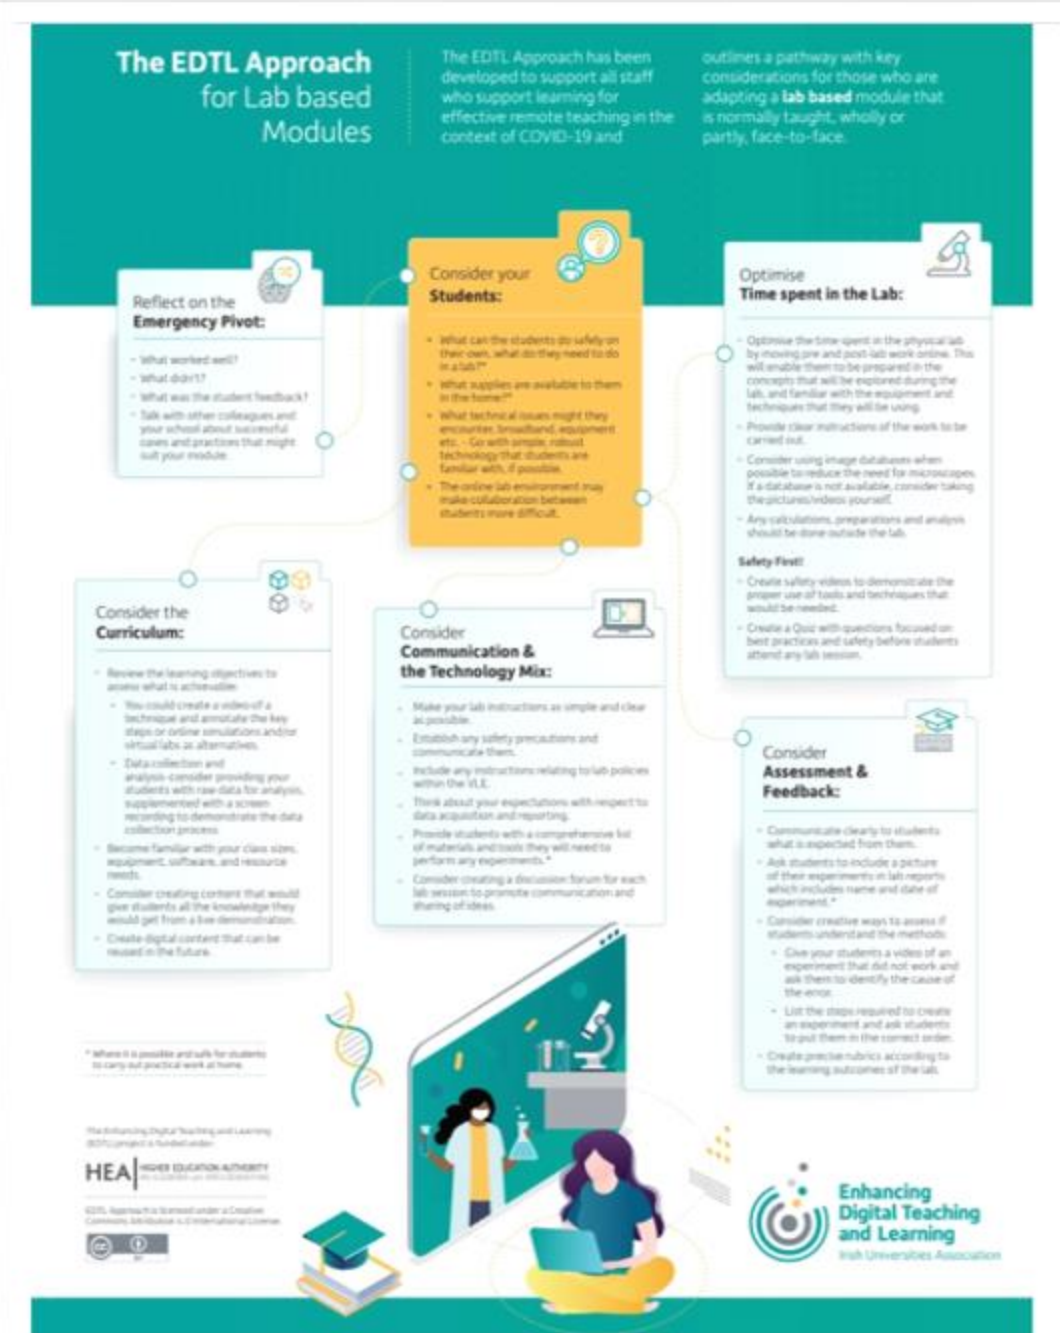 The EDTL Approach
for Lab based
Modules
The EDTL Approach has been
developed to support all staff
who support learning for
effective remote teaching in the
context of COVID-19 and
outlines a pathway with key
considerations for those who are
adapting a lab based module that
is normally taught, wholly or
partly, face-to-face.
Reflect on the
Emergency Pivot:
- What worked well?
- What didn't?
- What was the student feedback?
- Talk with other colleagues and
your school about successful
cases and practices that might
suit your module.
Consider your
Students:
• What can the students do safely on
their own, what do they need to do
in a lab?*
• What supplies are available to them
in the home?*
• What technical issues might they
encounter, broadband, equipment
etc. - Go with simple, robust
technology that students are
familiar with, if possible.
• The online lab environment may
make collaboration between
students more difficult.
Optimise
Time spent in the Lab:
- Optimise the time spent in the physical lab
by moving pre and post-lab work online. This
will enable them to be prepared in the
concepts that will be explored during the
lab, and familiar with the equipment and
techniques that they will be using.
- Provide clear instructions of the work to be
carried out.
- Consider using image databases when
possible to reduce the need for microscopes.
If a database is not available, consider taking
the pictures/videos yourself.
- Any calculations, preparations and analysis
should be done outside the lab.
Safety First!
- Create safety videos to demonstrate the
proper use of tools and techniques that
would be needed.
- Create a Quiz with questions focused on
best practices and safety before students
attend any lab session.
Consider the
Curriculum:
- Review the learning objectives to
assess what is achievable:
• You could create a video of a
technique and annotate the key
steps or online simulations and/or
virtual labs as alternatives.
• Data collection and
analysis-consider providing your
students with raw data for analysis,
supplemented with a screen
recording to demonstrate the data
collection process.
- Become familiar with your class sizes,
equipment, software, and resource
needs.
- Consider creating content that would
give students all the knowledge they
would get from a live demonstration.
- Create digital content that can be
reused in the future.
Consider
Communication &
the Technology Mix:
- Make your lab instructions as simple and clear
as possible.
- Establish any safety precautions and
communicate them.
- Include any instructions relating to lab policies
within the VLE.
- Think about your expectations with respect to
data acquisition and reporting.
- Provide students with a comprehensive list
of materials and tools they will need to
perform any experiments.*
- Consider creating a discussion forum for each
lab session to promote communication and
sharing of ideas.
Consider
Assessment &
Feedback:
- Communicate clearly to students
what is expected from them.
- Ask students to include a picture
of their experiments in lab reports
which includes name and date of
experiment.*
- Consider creative ways to assess if
students understand the methods:
• Give your students a video of an
experiment that did not work and
ask them to identify the cause of
the error.
• List the steps required to create
an experiment and ask students
to put them in the correct order.
- Create precise rubrics according to
the learning outcomes of the lab.
* Where it is possible and safe for students
to carry out practical work at home.
The Enhancing Digital Teaching and Learning
(EDTL) project is funded under:
HEA
HIGHER EDUCATION AUTHORITY
EDTL Approach is licensed under a Creative
Commons Attribution 4.0 International License.
cc
BY
Enhancing
Digital Teaching
and Learning
Irish Universities Association